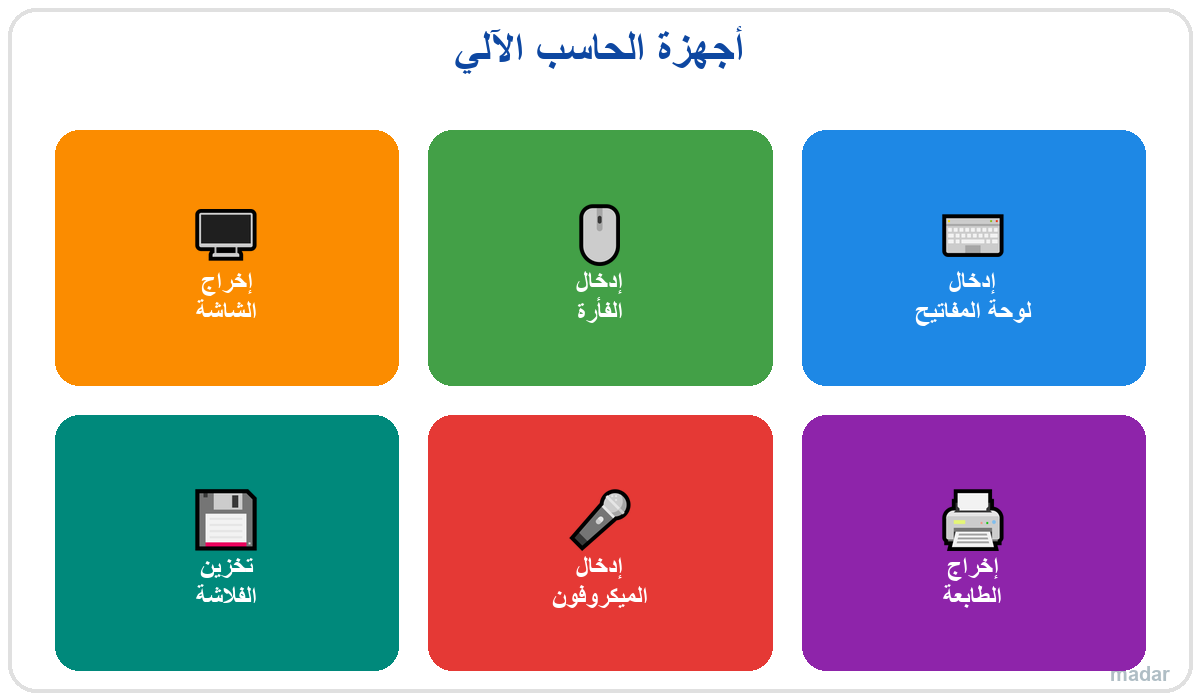 أجهزة الحاسب الآلي
إدخال
لوحة المفاتيح
إدخال
الفأرة
إخراج
الشاشة
إخراج
الطابعة
إدخال
الميكروفون
تخزين
الفلاشة
madar